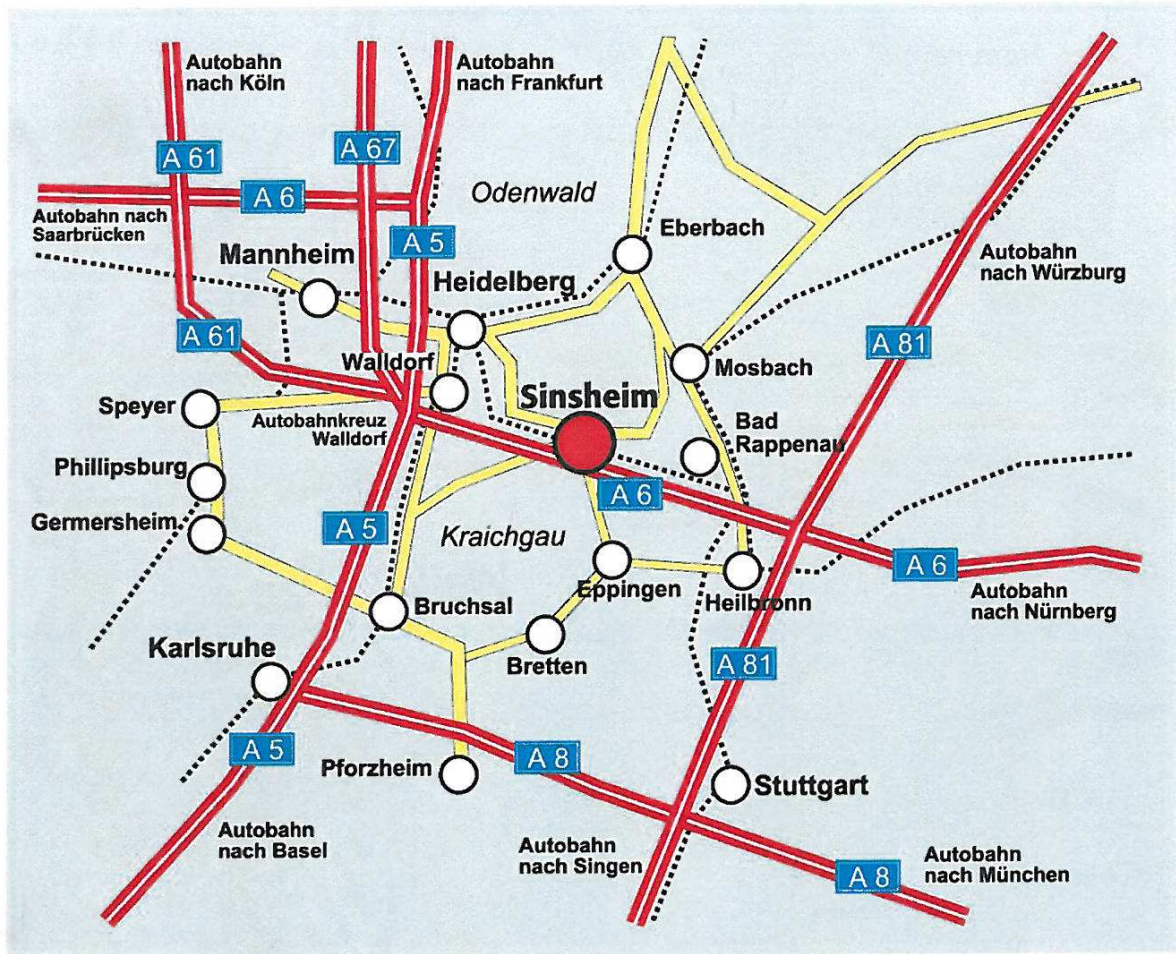 Autobahn
nach Köln
Autobahn
nach Frankfurt
A 61
A 67
A 6
Odenwald
Autobahn nach
Saarbrücken
A 5
Eberbach
Mannheim
Heidelberg
Autobahn
nach Würzburg
A 61
A 81
Walldorf
Mosbach
Sinsheim
Speyer
Autobahnkreuz
Walldorf
Bad
Rappenau
Phillipsburg
A 6
Germersheim
A 5
Kraichgau
A 6
Eppingen
Heilbronn
Autobahn
nach Nürnberg
Bruchsal
Karlsruhe
Bretten
A 81
A 5
Pforzheim
A 8
Stuttgart
Autobahn
nach Basel
Autobahn
nach Singen
Autobahn
nach München
A 8